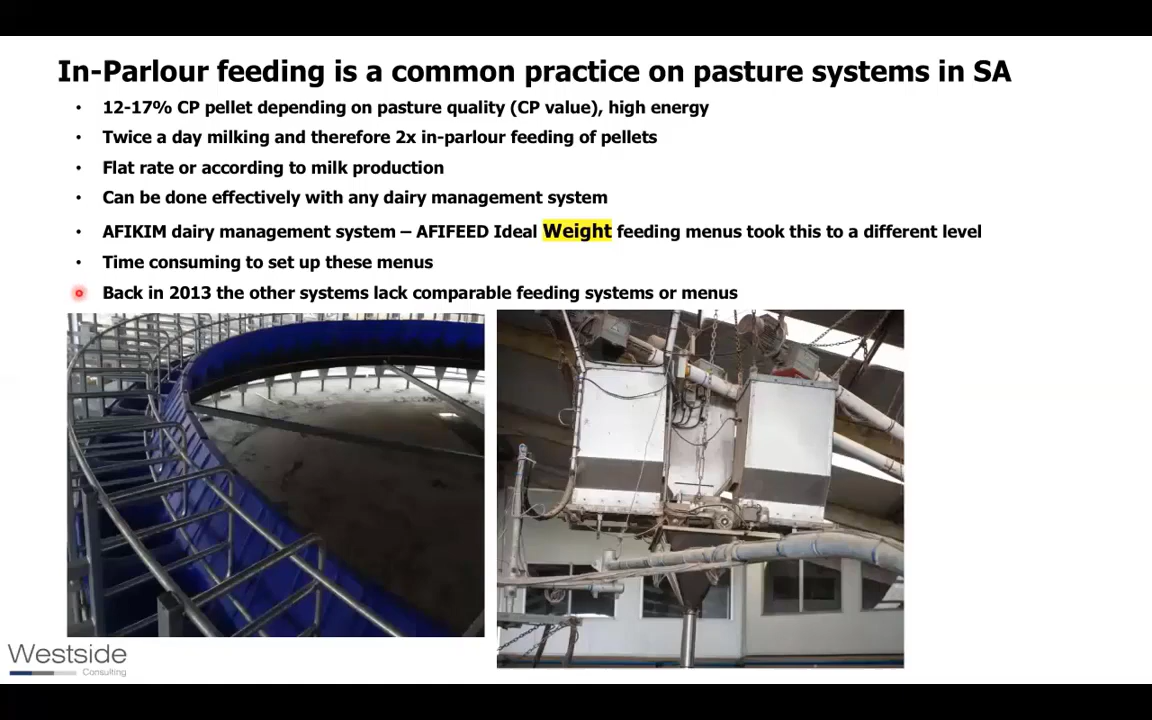 In-Parlour feeding is a common practice on pasture systems in SA
• 12-17% CP pellet depending on pasture quality (CP value), high energy
• Twice a day milking and therefore 2x in-parlour feeding of pellets
• Flat rate or according to milk production
• Can be done effectively with any dairy management system
• AFIKIM dairy management system – AFIFEED Ideal Weight feeding menus took this to a different level
• Time consuming to set up these menus
• Back in 2013 the other systems lack comparable feeding systems or menus
Westside
Consulting